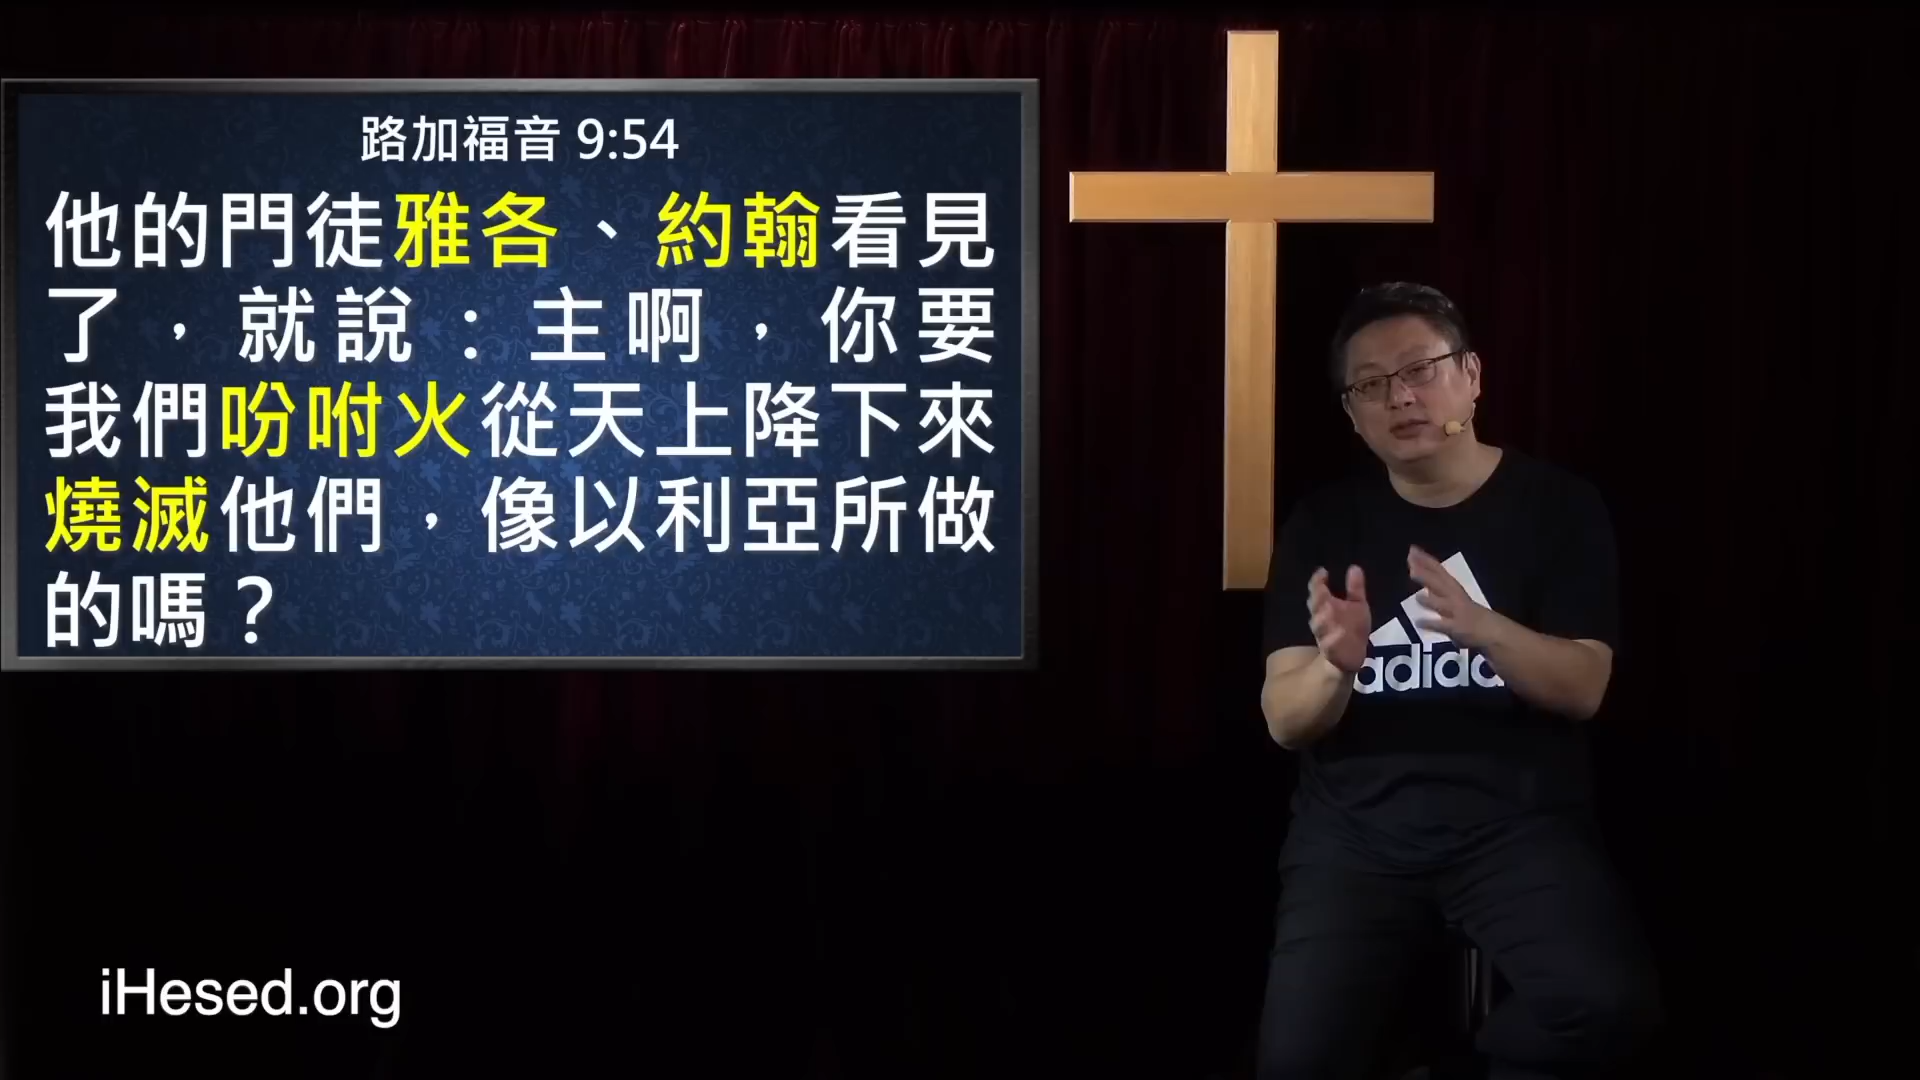 路加福音 9:54
他的門徒雅各、約翰看見
了，就說：主啊，你要
我們吩咐火從天上降下來
燒滅他們，像以利亞所做
的嗎？
adida
iHesed.org